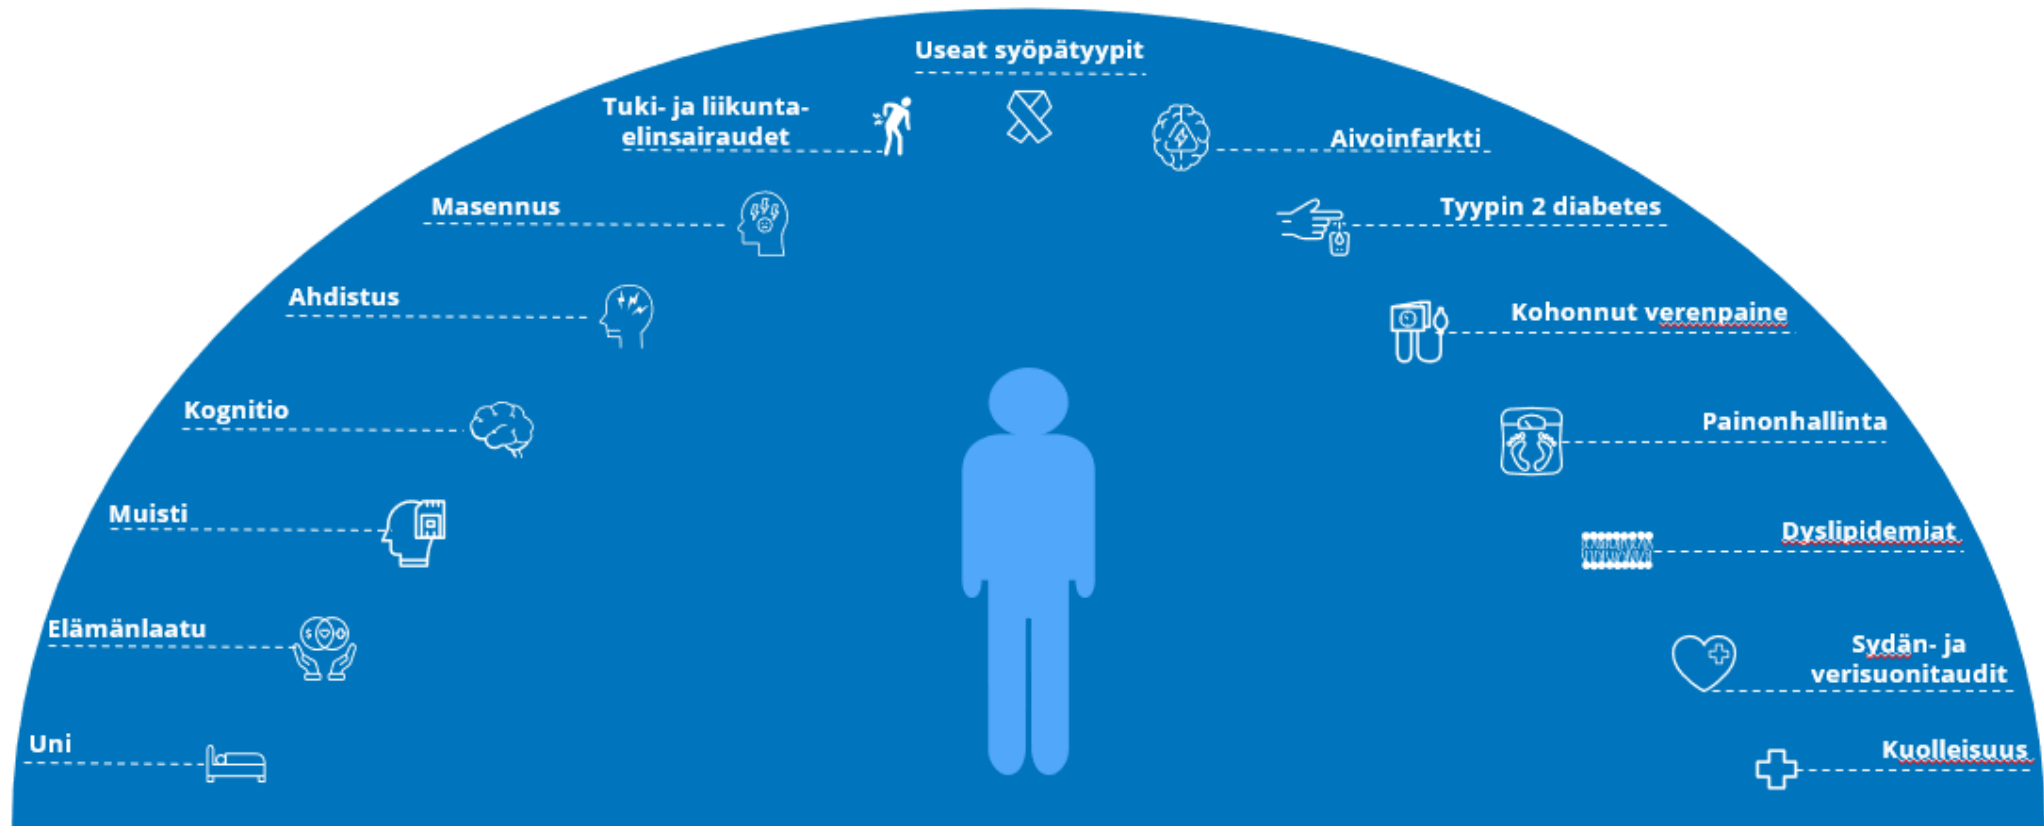 Useat syöpätyypit
Tuki- ja liikunta-
elinsairaudet
Aivoinfarkti
Masennus
Tyypin 2 diabetes
Ahdistus
Kohonnut verenpaine
Kognitio
Painonhallinta
Muisti
Dyslipidemiat
Elämänlaatu
Sydän- ja
verisuonitaudit
Uni
Kuolleisuus